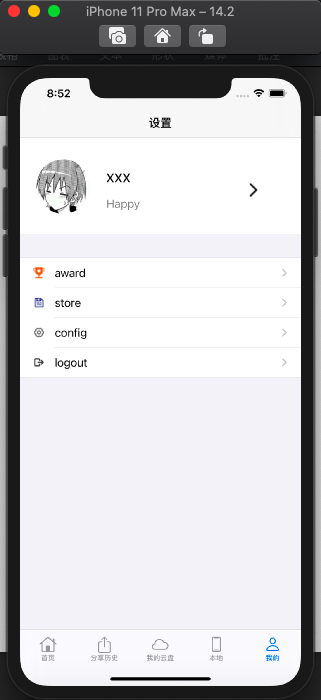 iPhone 11 Pro Max – 14.2
8:52
设置
XXX
Happy
award
store
config
logout
首页
分享历史
我的云盘
本地
我的